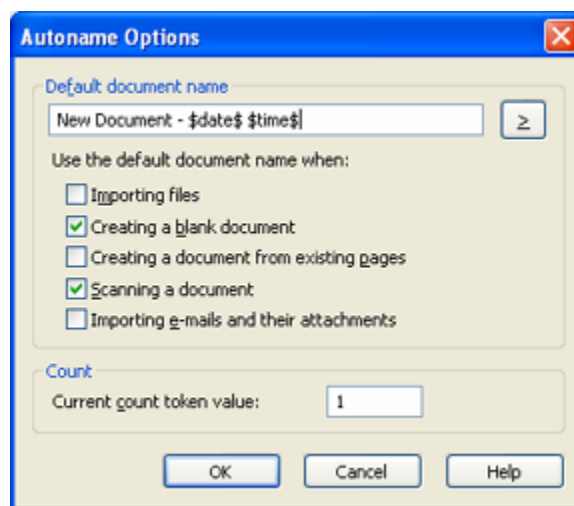 Autoname Options
Default document name
New Document - $date$ $time$
≥
Use the default document name when:
Importing files
Creating a blank document
Creating a document from existing pages
Scanning a document
Importing e-mails and their attachments
Count
Current count token value: 1
OK Cancel Help